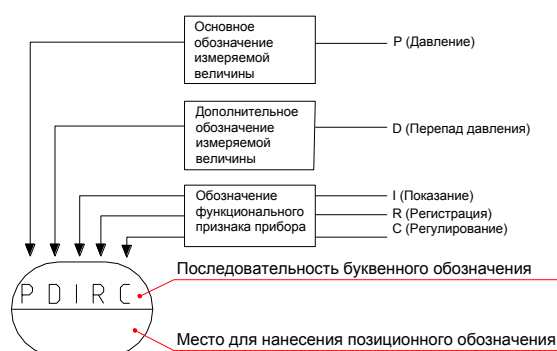 Основное
обозначение
измеряемой
величины
P (Давление)
Дополнительное
обозначение
измеряемой
величины
D (Перепад давления)
Обозначение
функционального
признака прибора
I (Показание)
R (Регистрация)
C (Регулирование)
Последовательность буквенного обозначения
P D I R C
Место для нанесения позиционного обозначения